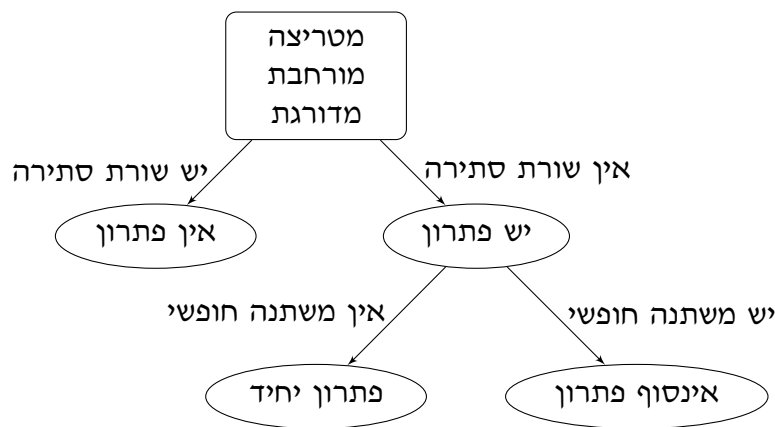 מטריצה
מורחבת
מדורגת
אין שורת סתירה
יש שורת סתירה
יש פתרון
אין פתרון
יש משתנה חופשי
אין משתנה חופשי
אינסוף פתרון
פתרון יחיד